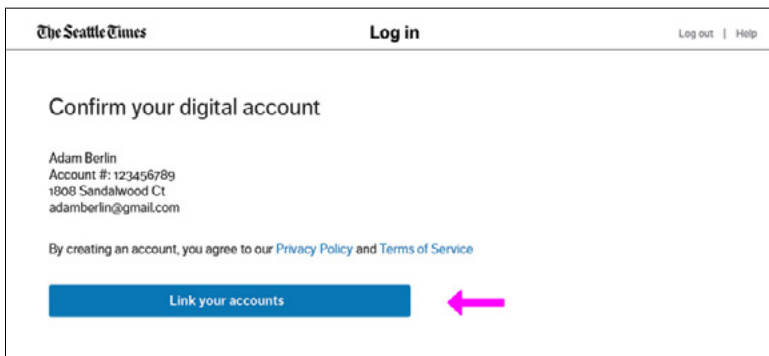 The Seattle Times Log in Log out | Help
Confirm your digital account
Adam Berlin
Account #: 123456789
1808 Sandalwood Ct
adamberlin@gmail.com
By creating an account, you agree to our Privacy Policy and Terms of Service
Link your accounts